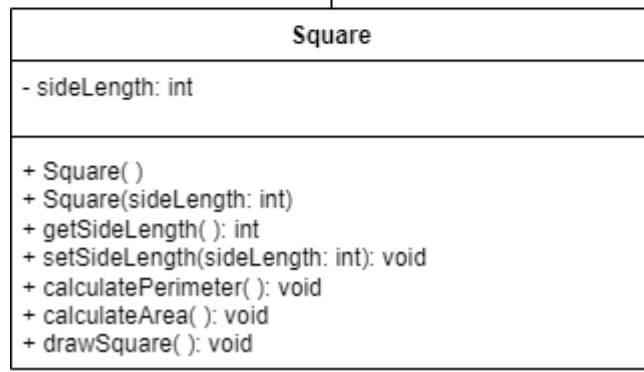 Square
- sideLength: int
+ Square( )
+ Square(sideLength: int)
+ getSideLength( ): int
+ setSideLength(sideLength: int): void
+ calculatePerimeter( ): void
+ calculateArea( ): void
+ drawSquare( ): void